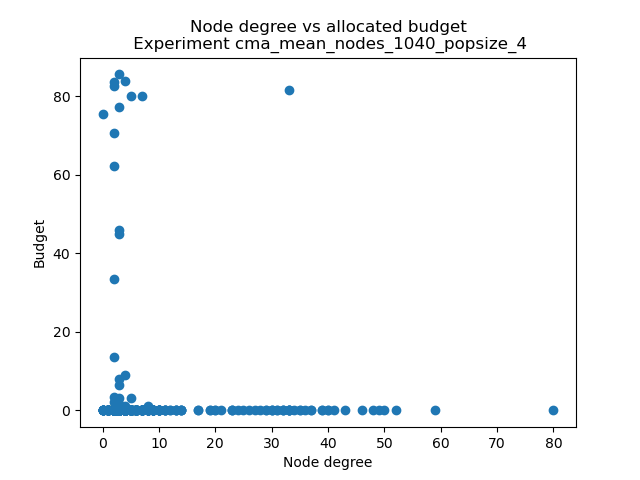 Node degree vs allocated budget
Experiment cma_mean_nodes_1040_popsize_4
80
60
40
20
0
Budget
0 10 20 30 40 50 60 70 80
Node degree